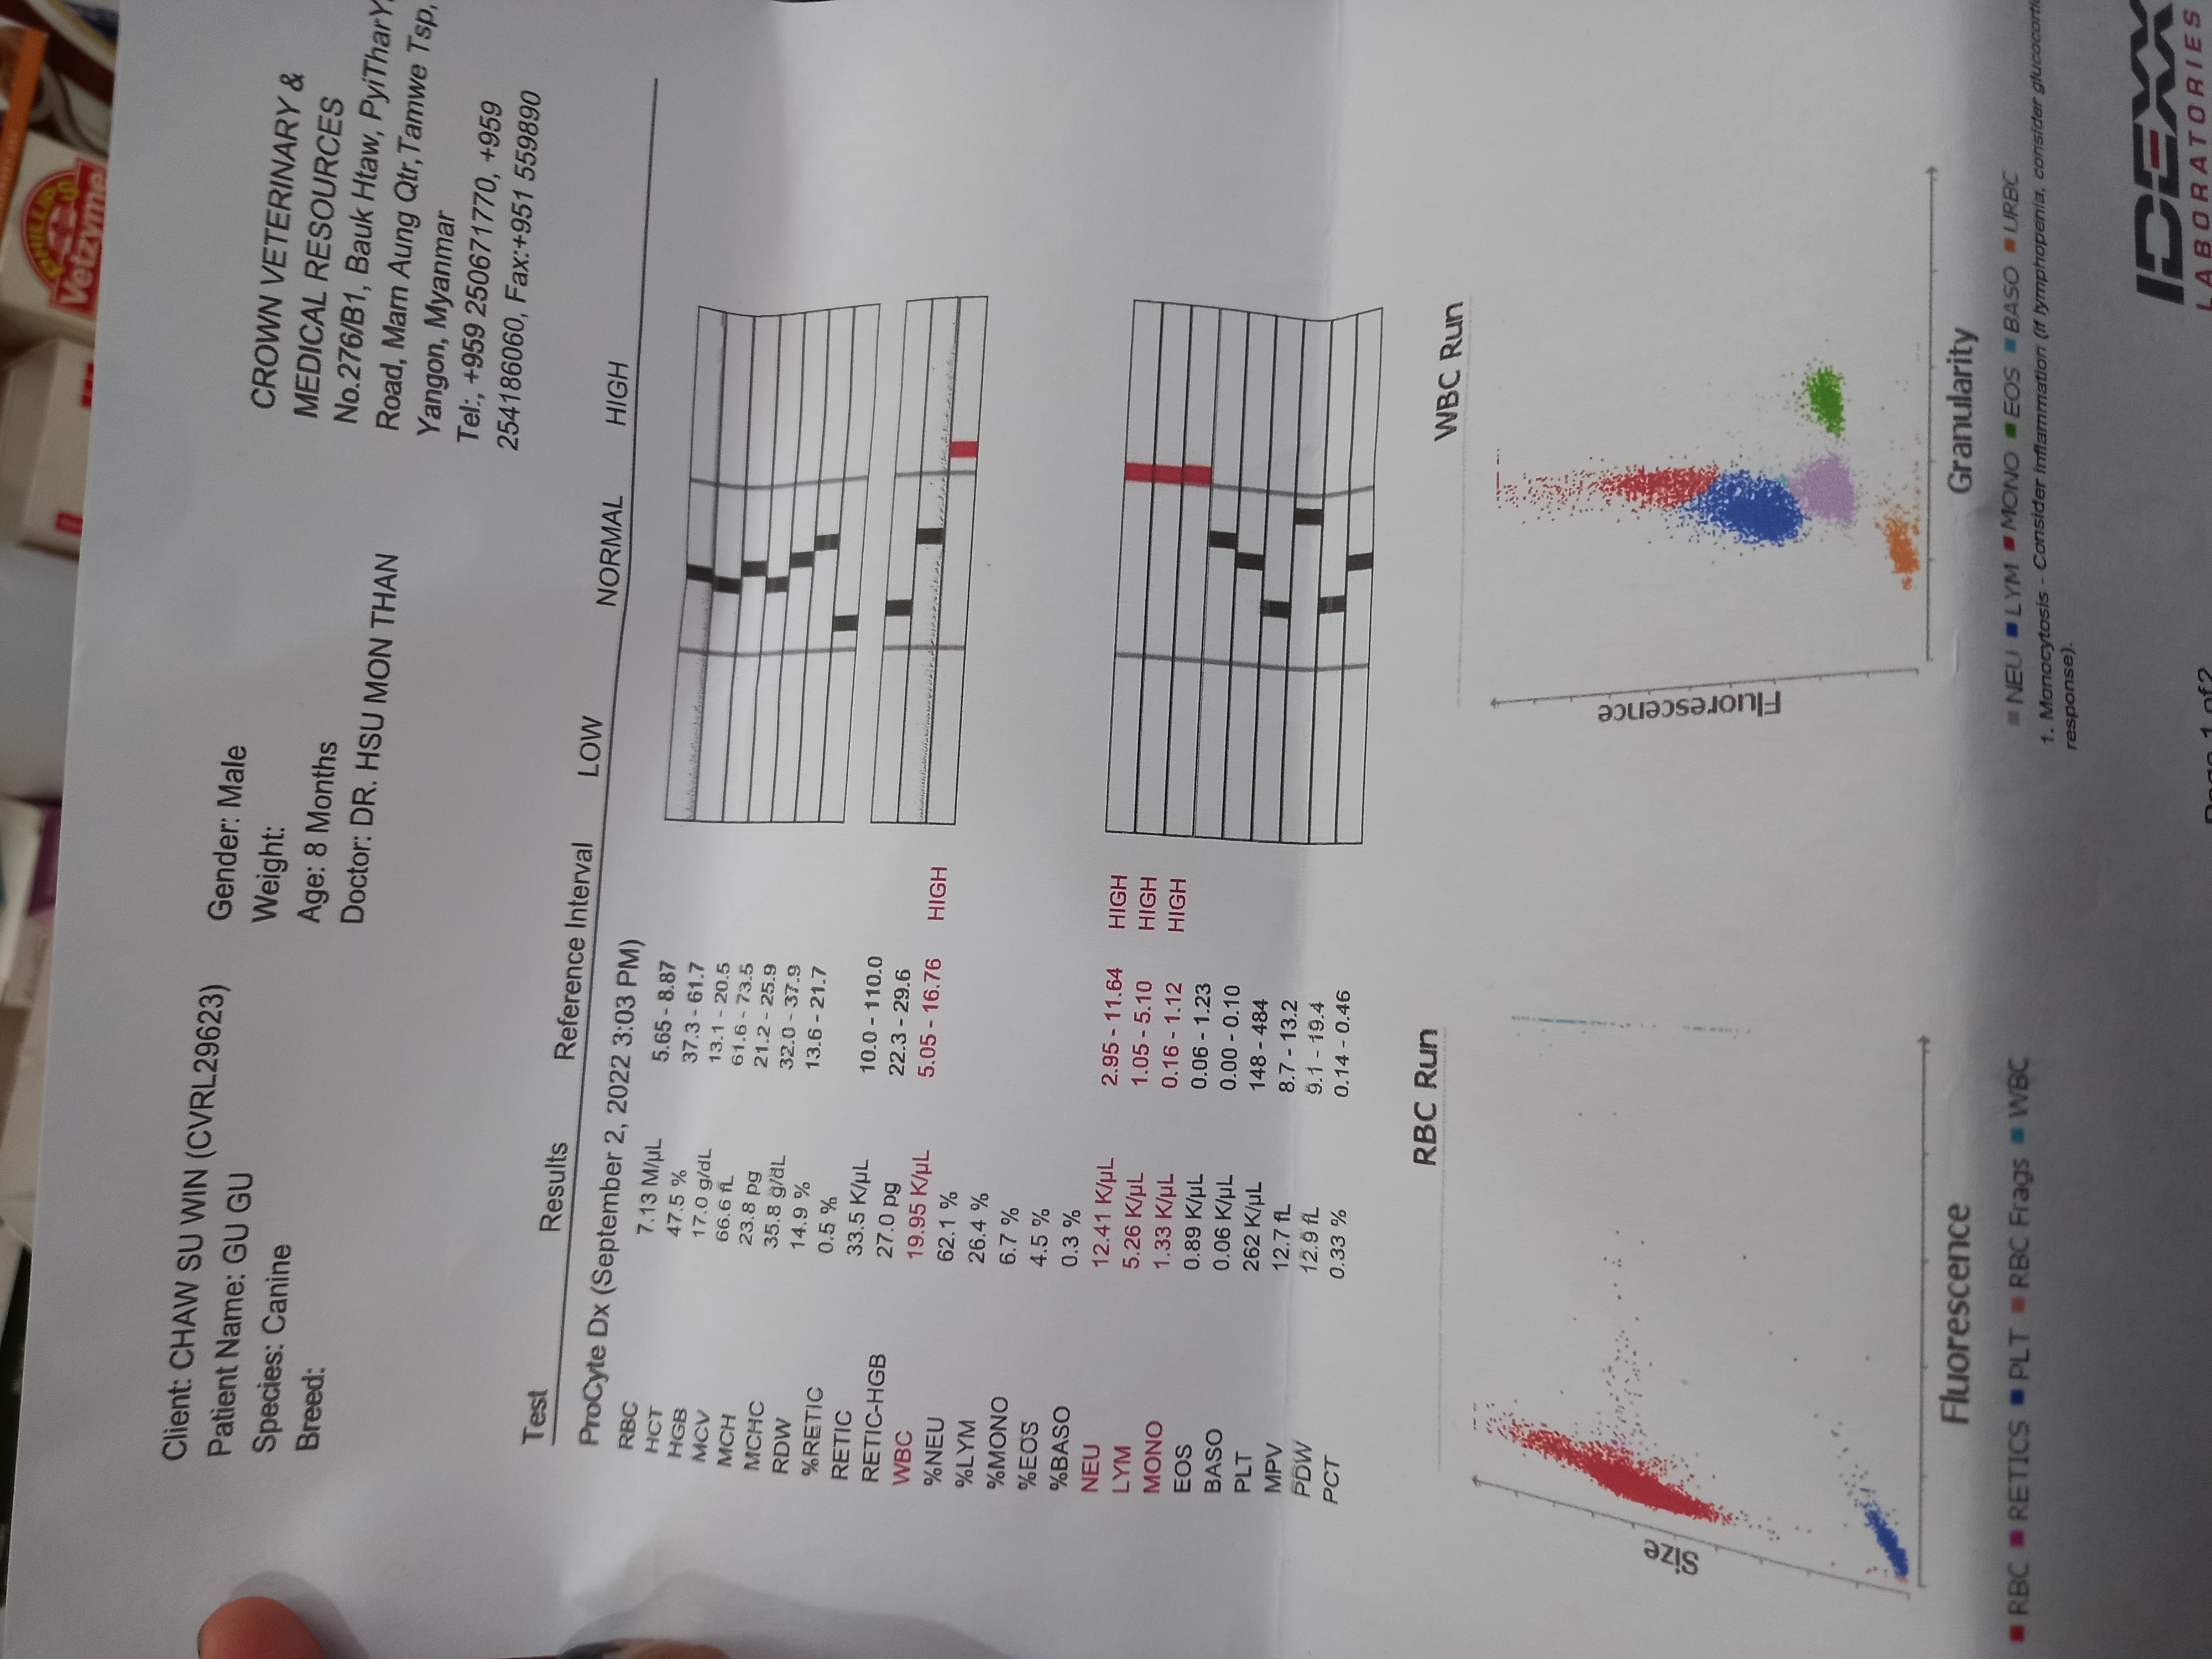 PHILLIPS
Vetzyme
Client: CHAW SU WIN (CVRL29623)
Patient Name: GU GU
Species: Canine
Breed:
Gender: Male
Weight:
Age: 8 Months
Doctor: DR. HSU MON THAN
CROWN VETERINARY &
MEDICAL RESOURCES
No.276/B1, Bauk Htaw, PyiTharY
Road, Marn Aung Qtr,Tamwe Tsp,
Yangon, Myanmar
Tel:, +959 250671770, +959
254186060, Fax:+951 559890
Test Results Reference Interval LOW NORMAL HIGH
ProCyte Dx (September 2, 2022 3:03 PM)
RBC 7.13 M/µL 5.65 - 8.87
HCT 47.5 % 37.3 - 61.7
HGB 17.0 g/dL 13.1 - 20.5
MCV 66.6 fL 61.6 - 73.5
MCH 23.8 pg 21.2 - 25.9
MCHC 35.8 g/dL 32.0 - 37.9
RDW 14.9 % 13.6 - 21.7
%RETIC 0.5 %
RETIC 33.5 K/µL 10.0 - 110.0
RETIC-HGB 27.0 pg 22.3 - 29.6
WBC 19.95 K/µL 5.05 - 16.76 HIGH
%NEU 62.1 %
%LYM 26.4 %
%MONO 6.7 %
%EOS 4.5 %
%BASO 0.3 %
NEU 12.41 K/µL 2.95 - 11.64 HIGH
LYM 5.26 K/µL 1.05 - 5.10 HIGH
MONO 1.33 K/µL 0.16 - 1.12 HIGH
EOS 0.89 K/µL 0.06 - 1.23
BASO 0.06 K/µL 0.00 - 0.10
PLT 262 K/µL 148 - 484
MPV 12.7 fL 8.7 - 13.2
PDW 12.9 fL 9.1 - 19.4
PCT 0.33 % 0.14 - 0.46
RBC Run
Size
Fluorescence
RBC RETICS PLT RBC Frags WBC
WBC Run
Fluorescence
Granularity
NEU LYM MONO EOS BASO URBC
1. Monocytosis - Consider inflammation (if lymphopenia, consider glucocorti
response).
IDEXX
LABORATORIES
Page 1 of 2